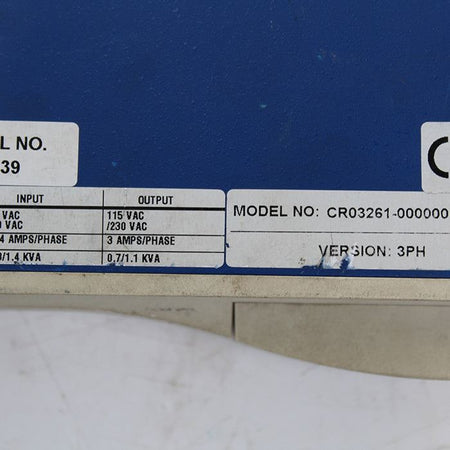 L NO.
39
INPUT OUTPUT
VAC 115 VAC
VAC /230 VAC
4 AMPS/PHASE 3 AMPS/PHASE
/1.4 KVA 0.7/1.1 KVA
MODEL NO: CR03261-000000
VERSION: 3PH
C